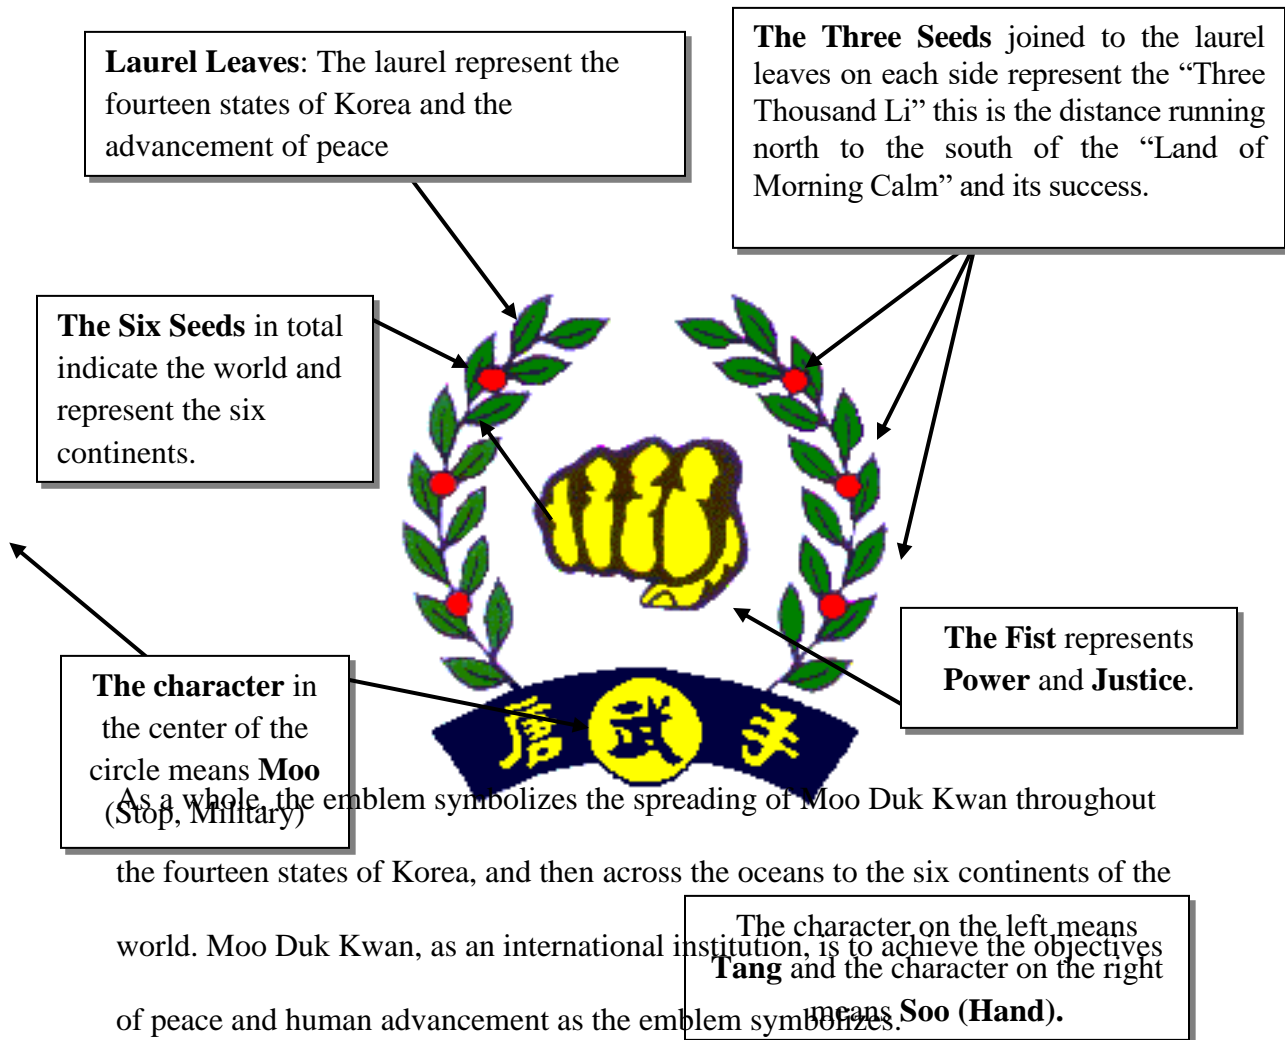 Laurel Leaves: The laurel represent the
fourteen states of Korea and the
advancement of peace
The Three Seeds joined to the laurel
leaves on each side represent the “Three
Thousand Li” this is the distance running
north to the south of the “Land of
Morning Calm” and its success.
The Six Seeds in total
indicate the world and
represent the six
continents.
The Fist represents
Power and Justice.
The character in
the center of the
circle means Moo
(Stop, Military)
唐 武 手
As a whole, the emblem symbolizes the spreading of Moo Duk Kwan throughout
the fourteen states of Korea, and then across the oceans to the six continents of the
world. Moo Duk Kwan, as an international institution, is to achieve the objectives
of peace and human advancement as the emblem symbolizes.
The character on the left means
Tang and the character on the right
means Soo (Hand).